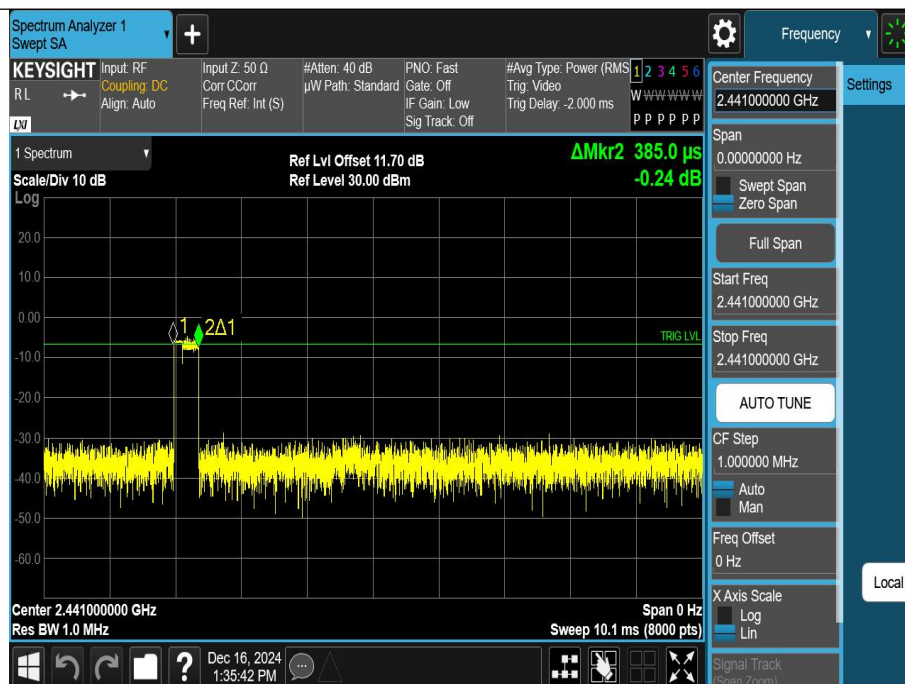 Spectrum Analyzer 1
Swept SA
+
Frequency
KEYSIGHT
R L
LXI
Input: RF
Coupling: DC
Align: Auto
Input Z: 50 Ω
Corr CCorr
Freq Ref: Int (S)
#Atten: 40 dB
µW Path: Standard
PNO: Fast
Gate: Off
IF Gain: Low
Sig Track: Off
#Avg Type: Power (RMS
Trig: Video
Trig Delay: -2.000 ms
1 2 3 4 5 6
W W W W W W
P P P P P P
1 Spectrum
Scale/Div 10 dB
Ref Lvl Offset 11.70 dB
Ref Level 30.00 dBm
ΔMkr2 385.0 µs
-0.24 dB
Log
20.0
10.0
0.00
-10.0
-20.0
-30.0
-40.0
-50.0
-60.0
1
2Δ1
TRIG LVL
Center 2.441000000 GHz
Res BW 1.0 MHz
Span 0 Hz
Sweep 10.1 ms (8000 pts)
?
Dec 16, 2024
1:35:42 PM
Center Frequency
2.441000000 GHz
Span
0.00000000 Hz
Swept Span
Zero Span
Full Span
Start Freq
2.441000000 GHz
Stop Freq
2.441000000 GHz
AUTO TUNE
CF Step
1.000000 MHz
Auto
Man
Freq Offset
0 Hz
X Axis Scale
Log
Lin
Signal Track
(Span Zoom)
Settings
Local